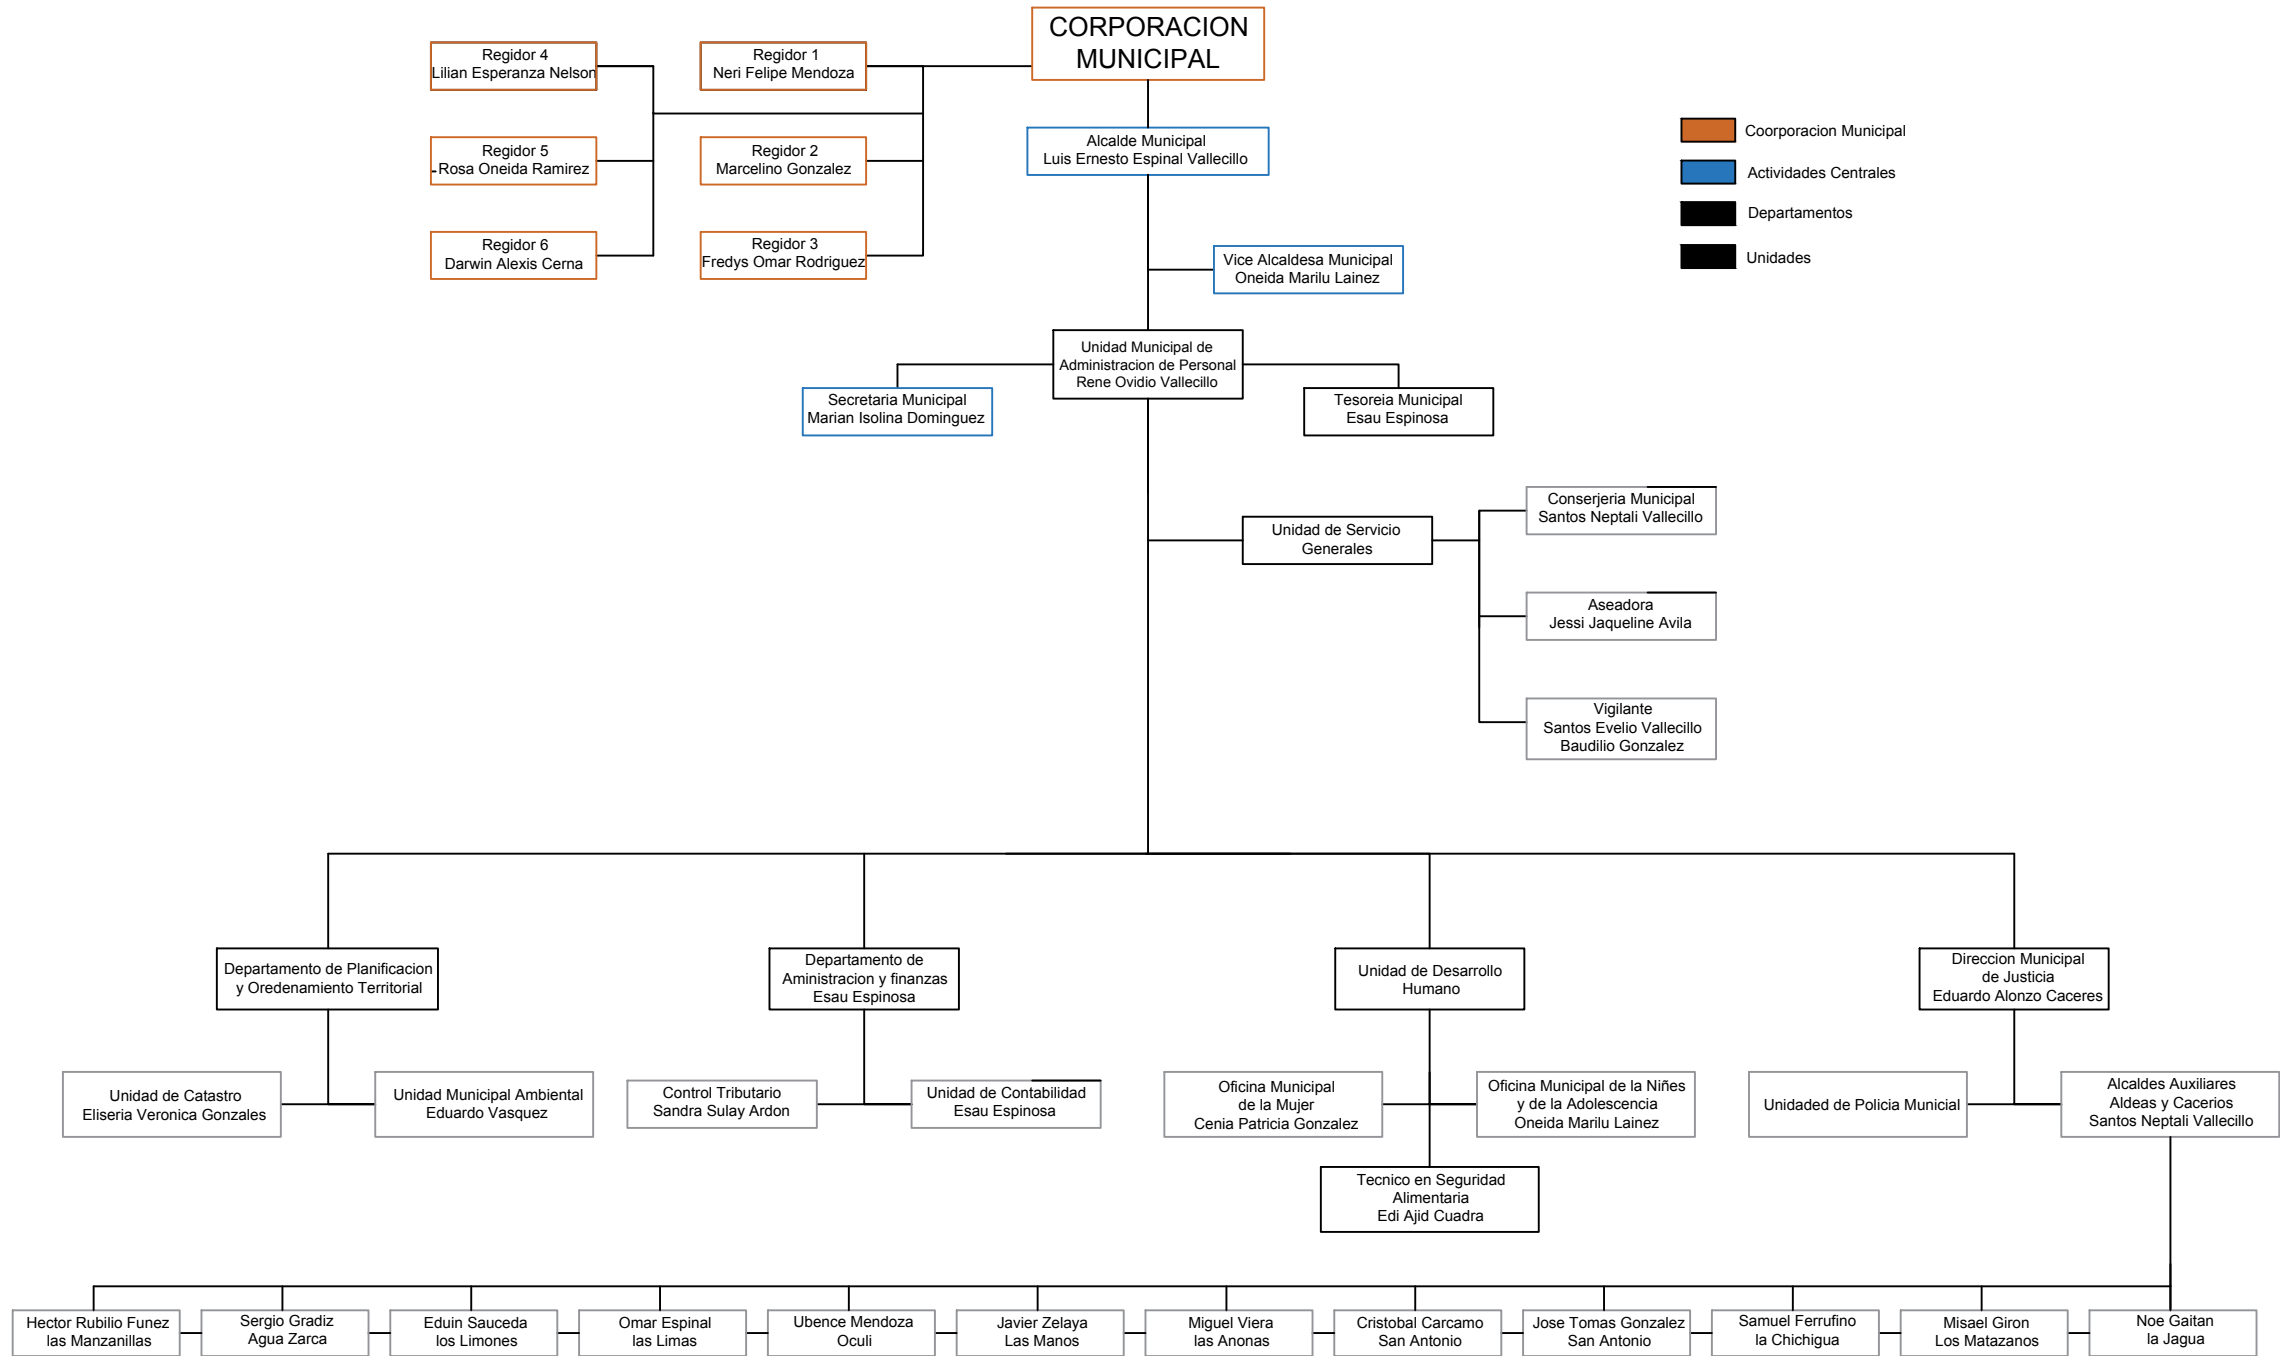 CORPORACION
MUNICIPAL
Regidor 4
Lilian Esperanza Nelson
Regidor 1
Neri Felipe Mendoza
Regidor 5
-Rosa Oneida Ramirez
Regidor 2
Marcelino Gonzalez
Regidor 6
Darwin Alexis Cerna
Regidor 3
Fredys Omar Rodriguez
Alcalde Municipal
Luis Ernesto Espinal Vallecillo
Coorporacion Municipal
Actividades Centrales
Departamentos
Unidades
Vice Alcaldesa Municipal
Oneida Marilu Lainez
Unidad Municipal de
Administracion de Personal
Rene Ovidio Vallecillo
Secretaria Municipal
Marian Isolina Dominguez
Tesoreia Municipal
Esau Espinosa
Unidad de Servicio
Generales
Conserjeria Municipal
Santos Neptali Vallecillo
Aseadora
Jessi Jaqueline Avila
Vigilante
Santos Evelio Vallecillo
Baudilio Gonzalez
Departamento de Planificacion
y Oredenamiento Territorial
Departamento de
Aministracion y finanzas
Esau Espinosa
Unidad de Desarrollo
Humano
Direccion Municipal
de Justicia
Eduardo Alonzo Caceres
Unidad de Catastro
Eliseria Veronica Gonzales
Unidad Municipal Ambiental
Eduardo Vasquez
Control Tributario
Sandra Sulay Ardon
Unidad de Contabilidad
Esau Espinosa
Oficina Municipal
de la Mujer
Cenia Patricia Gonzalez
Oficina Municipal de la Niñes
y de la Adolescencia
Oneida Marilu Lainez
Unidaded de Policia Municial
Alcaldes Auxiliares
Aldeas y Cacerios
Santos Neptali Vallecillo
Tecnico en Seguridad
Alimentaria
Edi Ajid Cuadra
Hector Rubilio Funez
las Manzanillas
Sergio Gradiz
Agua Zarca
Eduin Sauceda
los Limones
Omar Espinal
las Limas
Ubence Mendoza
Oculi
Javier Zelaya
Las Manos
Miguel Viera
las Anonas
Cristobal Carcamo
San Antonio
Jose Tomas Gonzalez
San Antonio
Samuel Ferrufino
la Chichigua
Misael Giron
Los Matazanos
Noe Gaitan
la Jagua